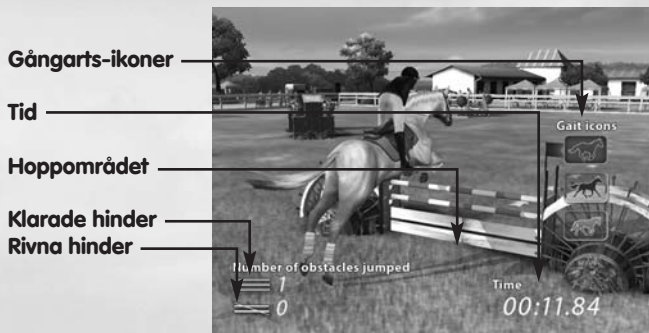 Gångarts-ikoner
Tid
Hoppområdet
Klarade hinder
Rivna hinder
Gait icons
Number of obstacles jumped
1
0
Time
00:11.84